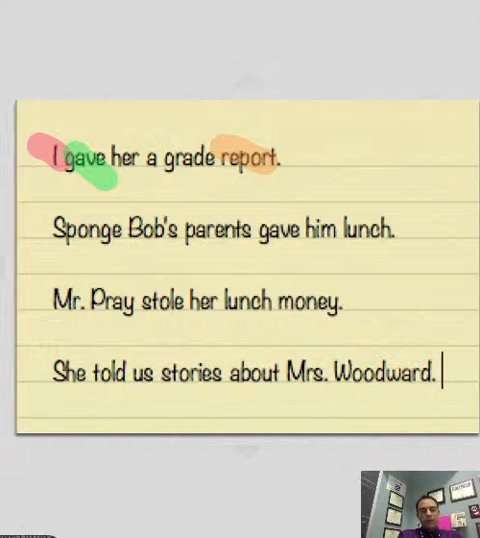 I gave her a grade report.
Sponge Bob's parents gave him lunch.
Mr. Pray stole her lunch money.
She told us stories about Mrs. Woodward.